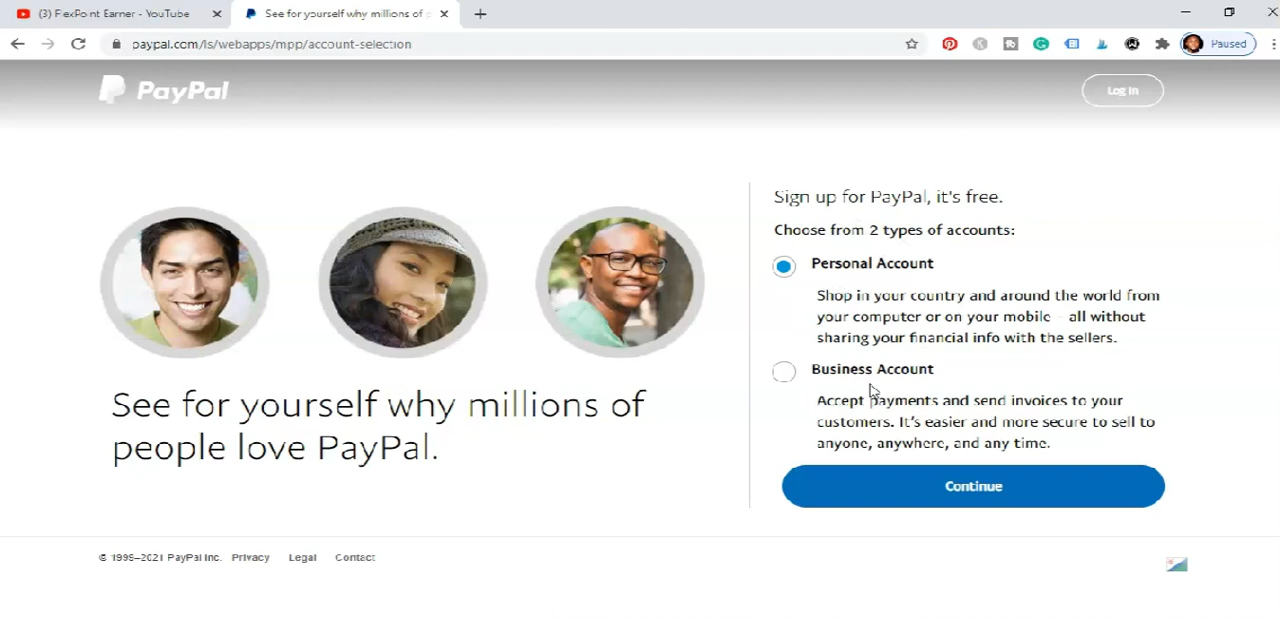 (3) FlexPoint Earner - YouTube
See for yourself why millions of p
paypal.com/ls/webapps/mpp/account-selection
Paused
PayPal
Log In
Sign up for PayPal, it's free.
Choose from 2 types of accounts:
Personal Account
Shop in your country and around the world from
your computer or on your mobile – all without
sharing your financial info with the sellers.
Business Account
Accept payments and send invoices to your
customers. It's easier and more secure to sell to
anyone, anywhere, and any time.
Continue
See for yourself why millions of
people love PayPal.
© 1999–2021 PayPal Inc. Privacy Legal Contact